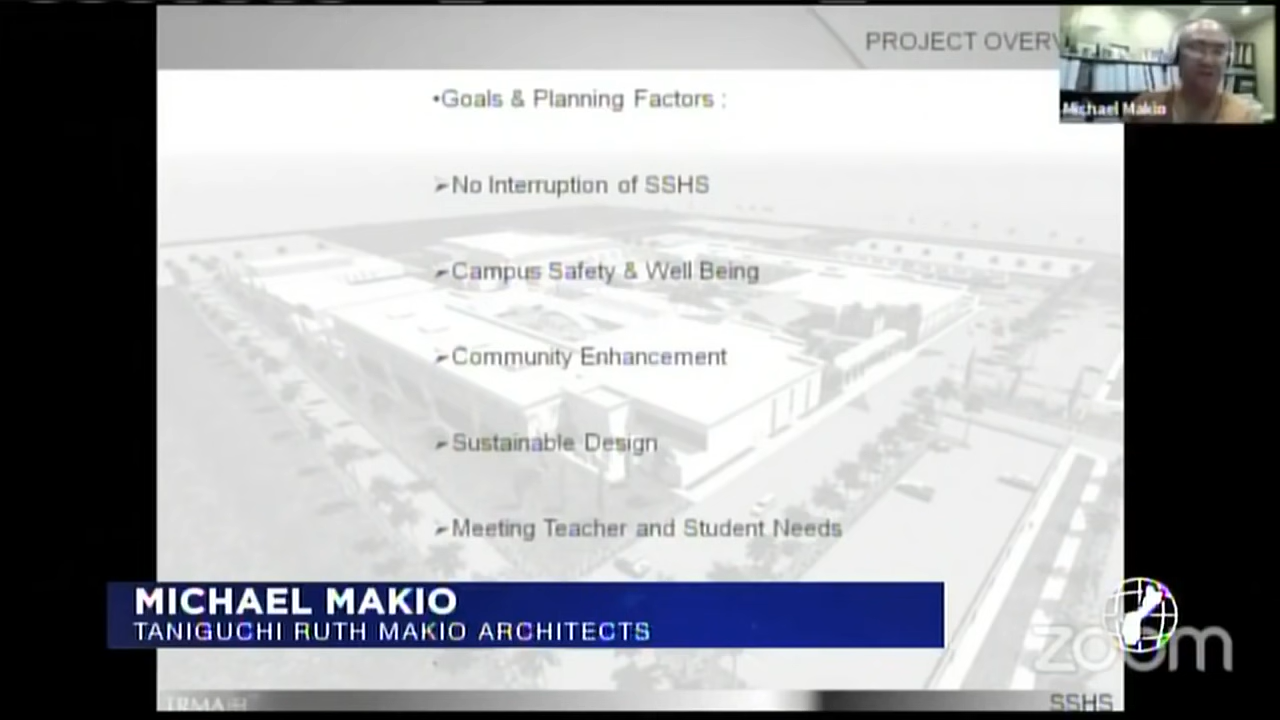 PROJECT OVERV
Michael Makio
•Goals & Planning Factors :
➢No Interruption of SSHS
➢Campus Safety & Well Being
➢Community Enhancement
➢Sustainable Design
➢Meeting Teacher and Student Needs
MICHAEL MAKIO
TANIGUCHI RUTH MAKIO ARCHITECTS
zoom
SSHS